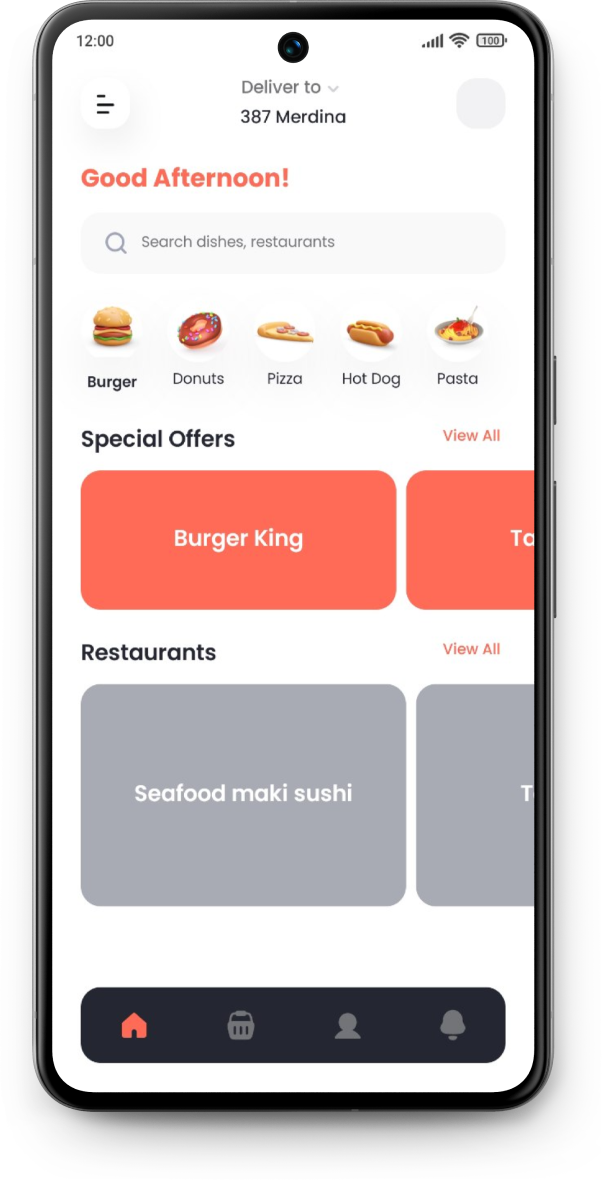 12:00
100
Deliver to
387 Merdina
Good Afternoon!
Search dishes, restaurants
Burger
Donuts
Pizza
Hot Dog
Pasta
Special Offers
View All
Burger King
Restaurants
View All
Seafood maki sushi